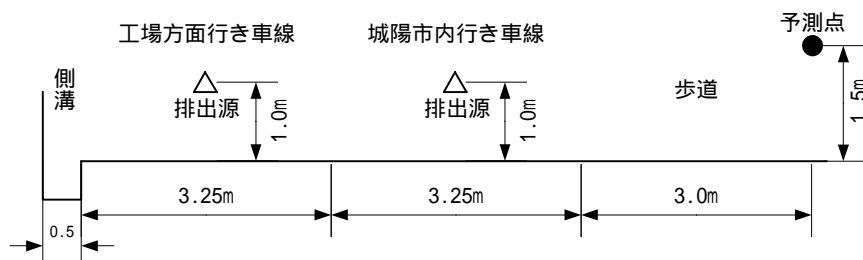 予測点
工場方面行き車線
城陽市内行き車線
側溝
排出源
1.0m
排出源
1.0m
歩道
1.5m
3.25m
3.25m
3.0m
0.5